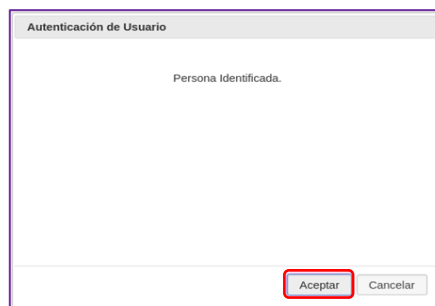 Autenticación de Usuario
Persona Identificada.
Aceptar Cancelar